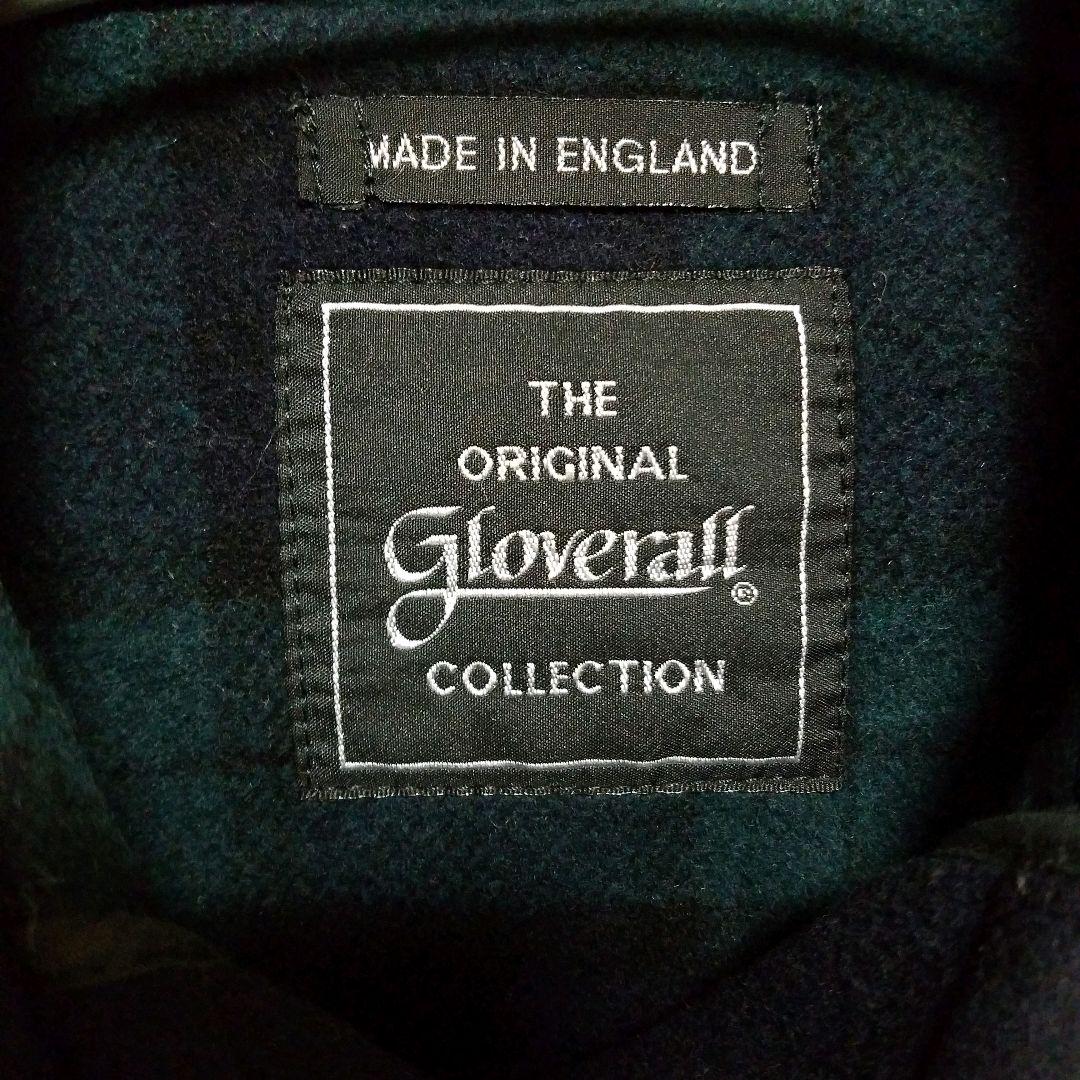 MADE IN ENGLAND
THE
ORIGINAL
Gloverall®
COLLECTION